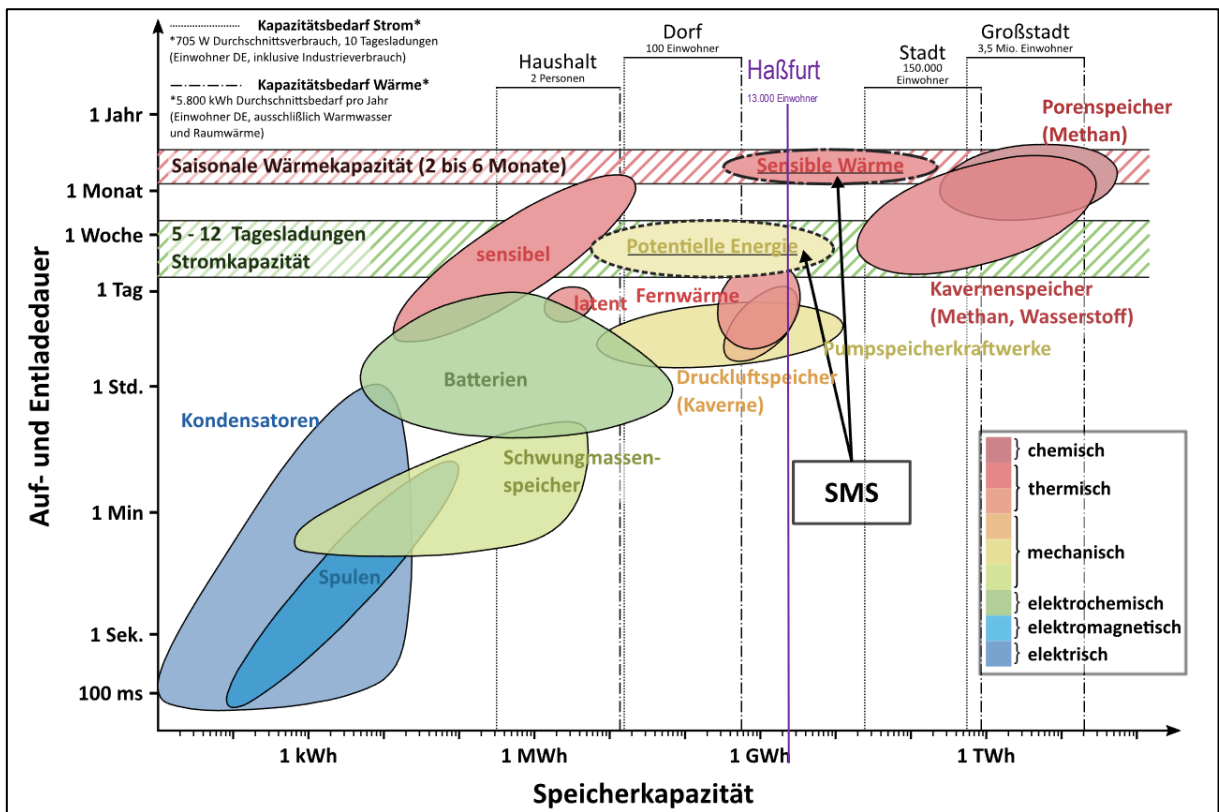 Kapazitätsbedarf Strom*
*705 W Durchschnittsverbrauch, 10 Tagesladungen
(Einwohner DE, inklusive Industrieverbrauch)
Kapazitätsbedarf Wärme*
*5.800 kWh Durchschnittsbedarf pro Jahr
(Einwohner DE, ausschlißlich Warmwasser
und Raumwärme)
Haushalt
2 Personen
Dorf
100 Einwohner
Haßfurt
13.000 Einwohner
Stadt
150.000
Einwohner
Großstadt
3,5 Mio. Einwohner
Auf- und Entladedauer
1 Jahr
1 Monat
1 Woche
1 Tag
1 Std.
1 Min
1 Sek.
100 ms
Saisonale Wärmekapazität (2 bis 6 Monate)
5 - 12 Tagesladungen
Stromkapazität
Porenspeicher
(Methan)
Sensible Wärme
Potentielle Energie
sensibel
latent
Fernwärme
Kavernenspeicher
(Methan, Wasserstoff)
Pumpspeicherkraftwerke
Batterien
Druckluftspeicher
(Kaverne)
Kondensatoren
Schwungmassen-
speicher
Spulen
SMS
chemisch
thermisch
mechanisch
elektrochemisch
elektromagnetisch
elektrisch
1 kWh
1 MWh
1 GWh
1 TWh
Speicherkapazität